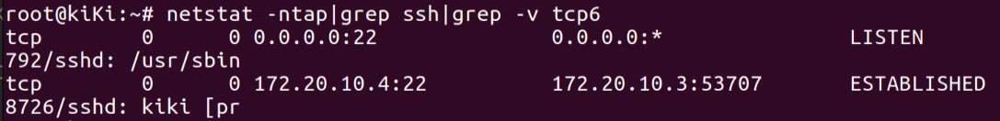 root@kiKi:~# netstat -ntap|grep ssh|grep -v tcp6
tcp        0      0 0.0.0.0:22              0.0.0.0:*               LISTEN
792/sshd: /usr/sbin
tcp        0      0 172.20.10.4:22          172.20.10.3:53707       ESTABLISHED
8726/sshd: kiki [pr